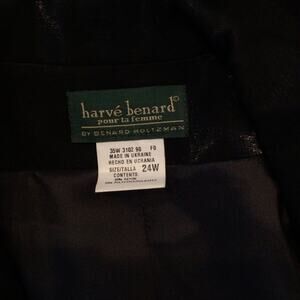 harvé benard©
pour la femme
BY BENARD HOLTZMAN
35W 3102 90 FO
MADE IN UKRAINE
HECHO EN UCRANIA
SIZE/TALLA 24W
CONTENTS: